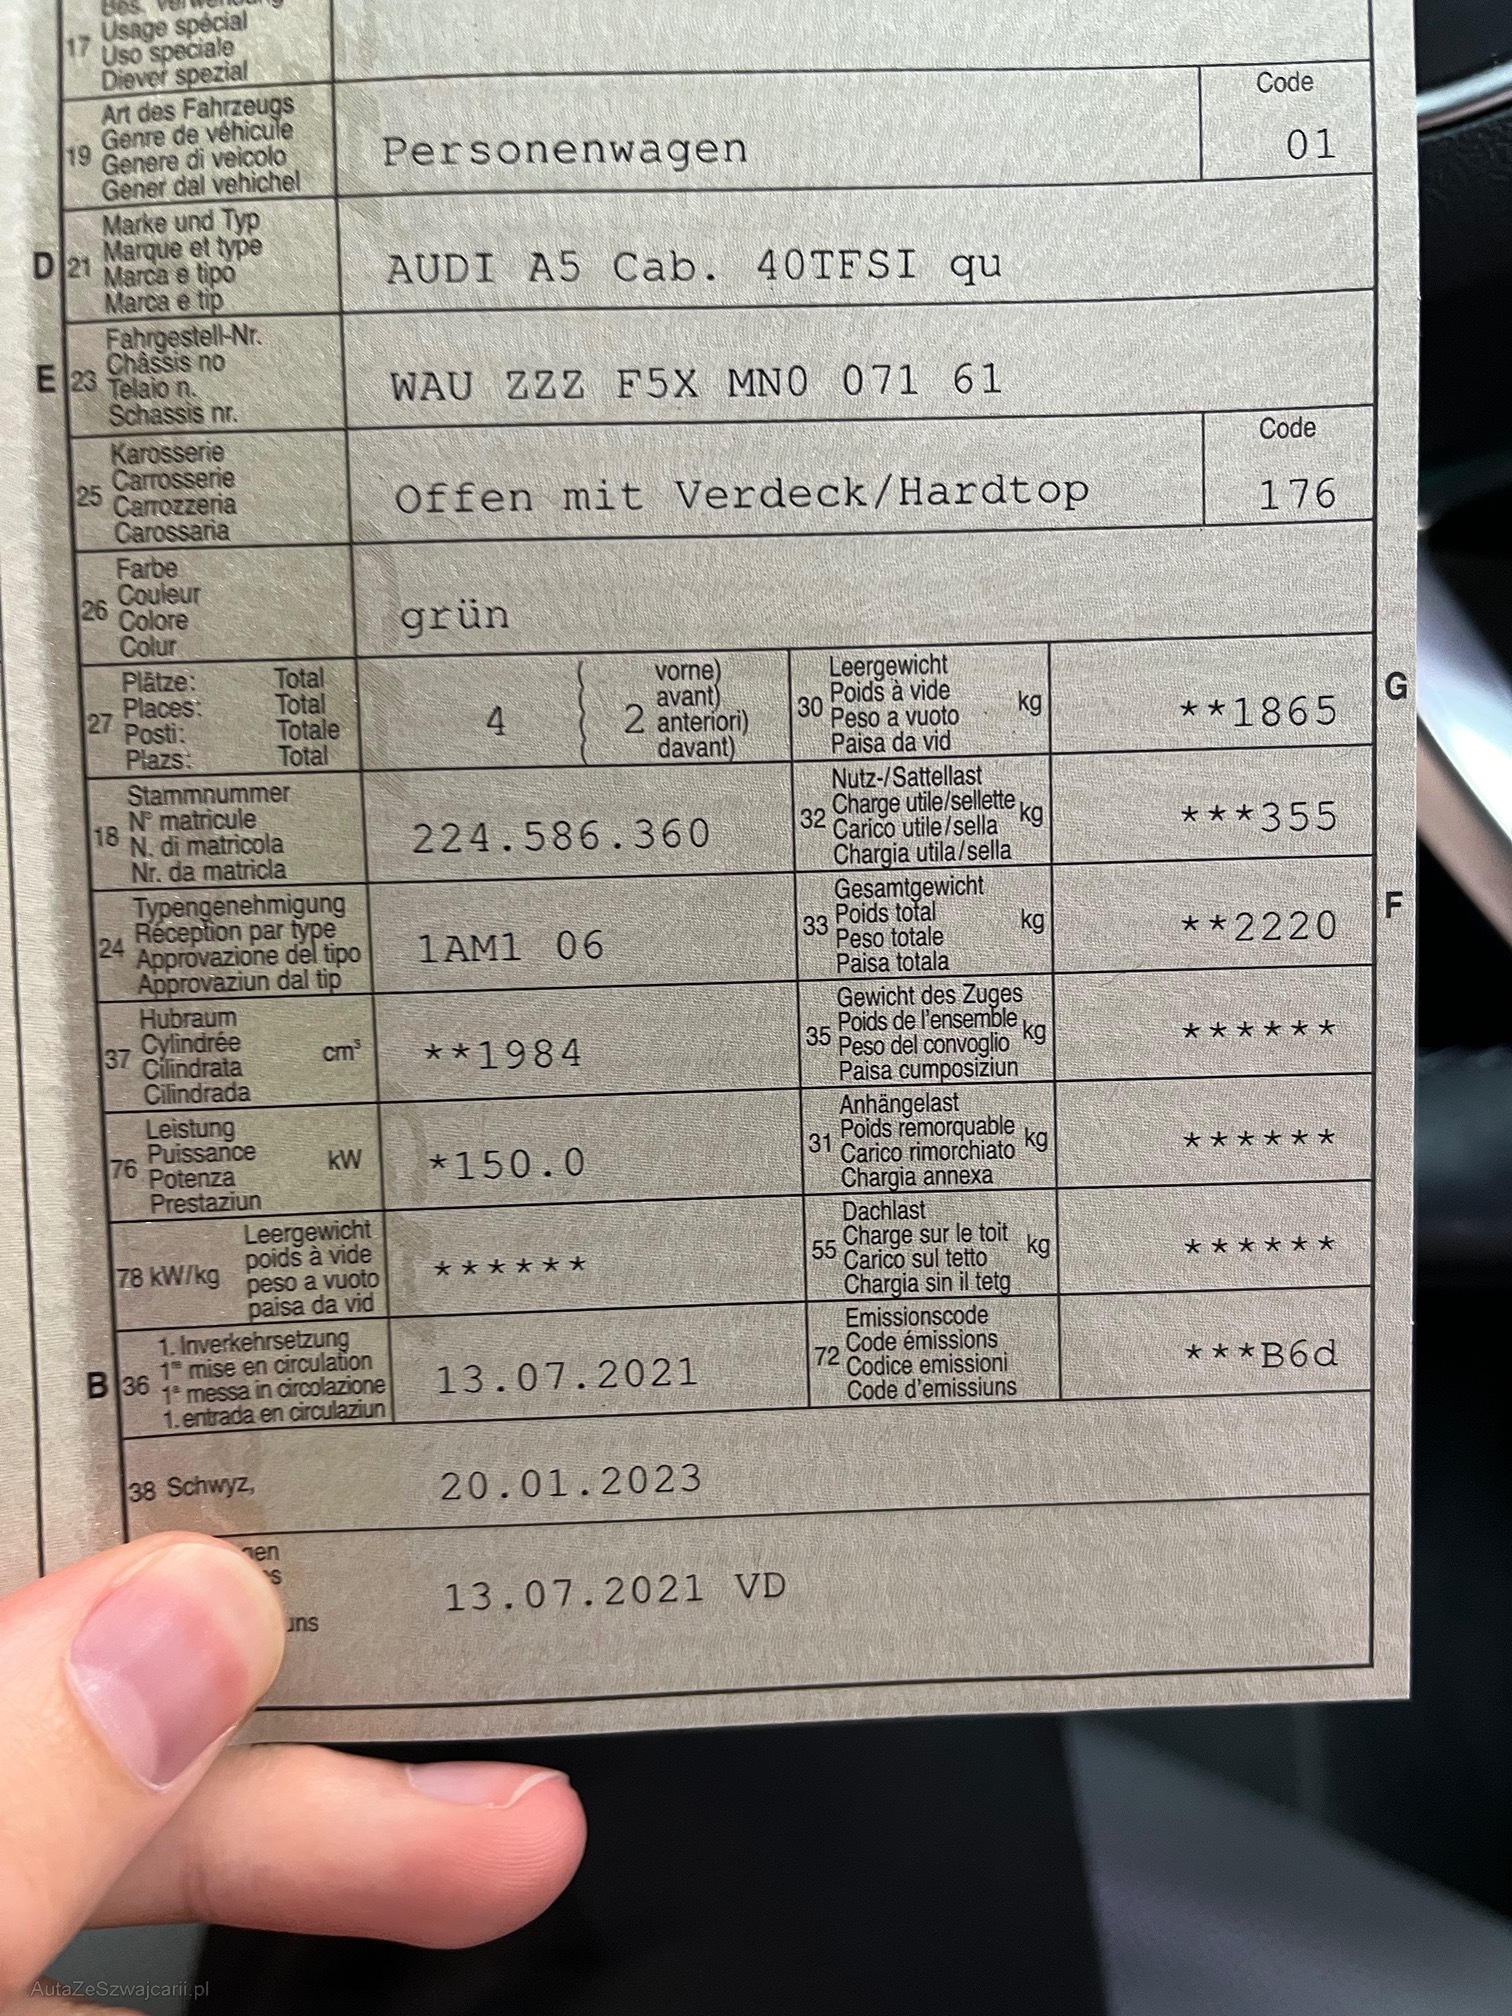 17 Usage spécial
Uso speciale
Diever spezial
19 Art des Fahrzeugs
Genre de véhicule
Genere di veicolo
Gener dal vehichel
Personenwagen
Code
01
D 21 Marke und Typ
Marque et type
Marca e tipo
Marca e tip
AUDI A5 Cab. 40TFSI qu
E 23 Fahrgestell-Nr.
Châssis no
Telaio n.
Schassis nr.
WAU ZZZ F5X MN0 071 61
25 Karosserie
Carrosserie
Carrozzeria
Carossaria
Offen mit Verdeck/Hardtop
Code
176
26 Farbe
Couleur
Colore
Colur
grün
27 Plätze: Total
Places: Total
Posti: Totale
Plazs: Total
4 { 2 vorne)
avant)
anteriori)
davant)
30 Leergewicht
Poids à vide
Peso a vuoto
Paisa da vid
kg
**1865
G
18 Stammnummer
N° matricule
N. di matricola
Nr. da matricla
224.586.360
32 Nutz-/Sattellast
Charge utile/sellette
Carico utile/sella
Chargia utila/sella
kg
***355
24 Typengenehmigung
Réception par type
Approvazione del tipo
Approvaziun dal tip
1AM1 06
33 Gesamtgewicht
Poids total
Peso totale
Paisa totala
kg
**2220
F
37 Hubraum
Cylindrée
Cilindrata
Cilindrada
cm³
**1984
35 Gewicht des Zuges
Poids de l'ensemble
Peso del convoglio
Paisa cumposiziun
kg
******
76 Leistung
Puissance
Potenza
Prestaziun
kW
*150.0
31 Anhängelast
Poids remorquable
Carico rimorchiato
Chargia annexa
kg
******
78 kW/kg Leergewicht
poids à vide
peso a vuoto
paisa da vid
******
55 Dachlast
Charge sur le toit
Carico sul tetto
Chargia sin il tetg
kg
******
B 36 1. Inverkehrsetzung
1re mise en circulation
1a messa in circolazione
1. entrada en circulaziun
13.07.2021
72 Emissionscode
Code émissions
Codice emissioni
Code d'emissiuns
***B6d
38 Schwyz,
20.01.2023
13.07.2021 VD
AutaZeSzwajcarii.pl